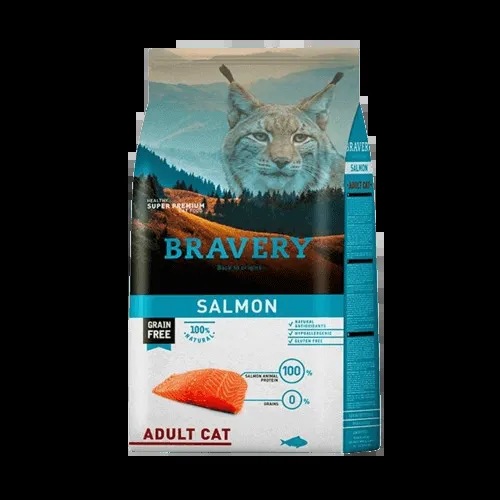 HEALTHY
SUPER PREMIUM
CAT FOOD
BRAVERY
Back to origins
SALMON
GRAIN
FREE
100%
NATURAL
NATURAL
ANTIOXIDANTS
HYPOALLERGENIC
GLUTEN FREE
SALMON ANIMAL
PROTEIN
100%
GRAINS
0%
ADULT CAT
BRAVERY
SALMON
ADULT CAT